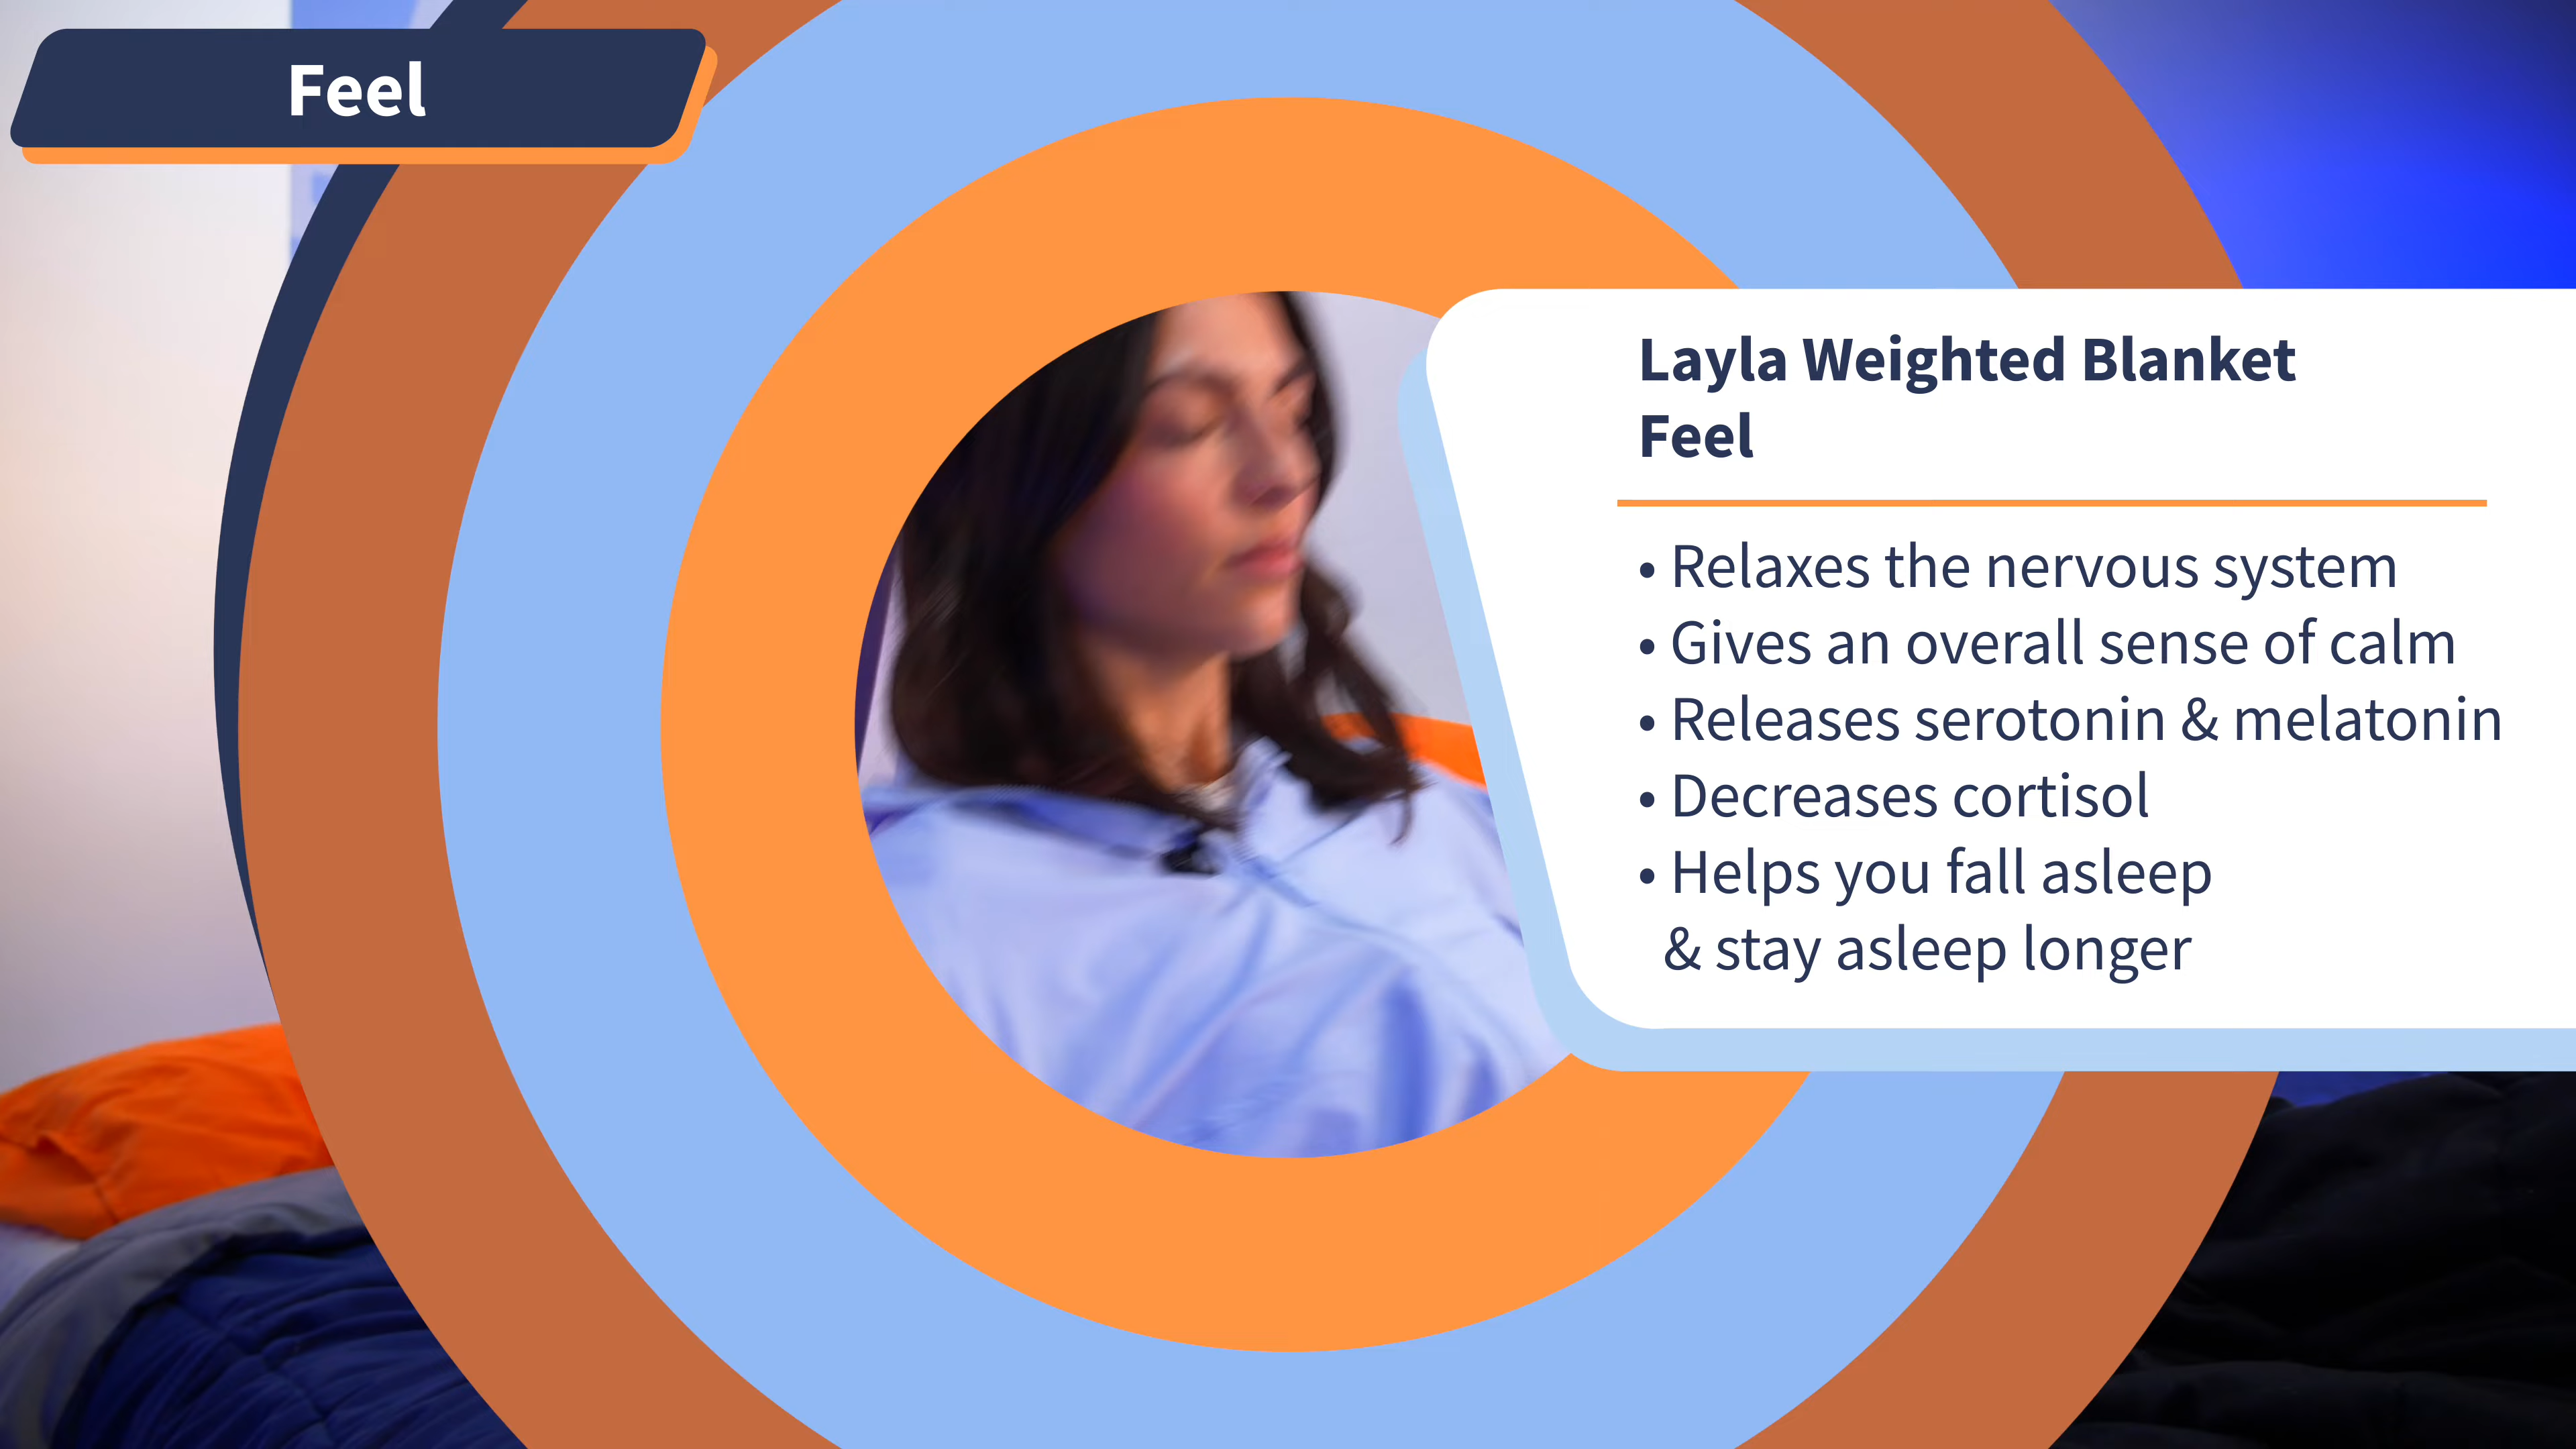 Feel
Layla Weighted Blanket
Feel
• Relaxes the nervous system
• Gives an overall sense of calm
• Releases serotonin & melatonin
• Decreases cortisol
• Helps you fall asleep
& stay asleep longer